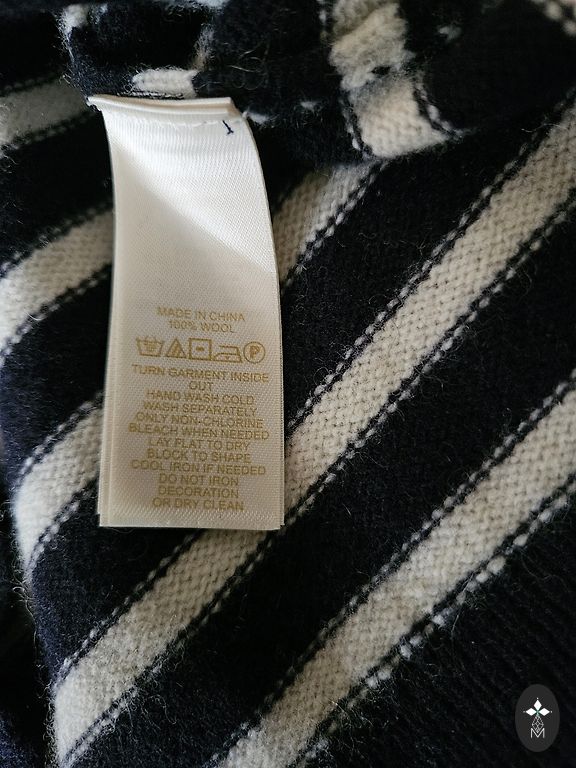 MADE IN CHINA
100% WOOL
P
TURN GARMENT INSIDE
OUT
HAND WASH COLD
WASH SEPARATELY
ONLY NON-CHLORINE
BLEACH WHEN NEEDED
LAY FLAT TO DRY
BLOCK TO SHAPE
COOL IRON IF NEEDED
DO NOT IRON
DECORATION
OR DRY CLEAN
M